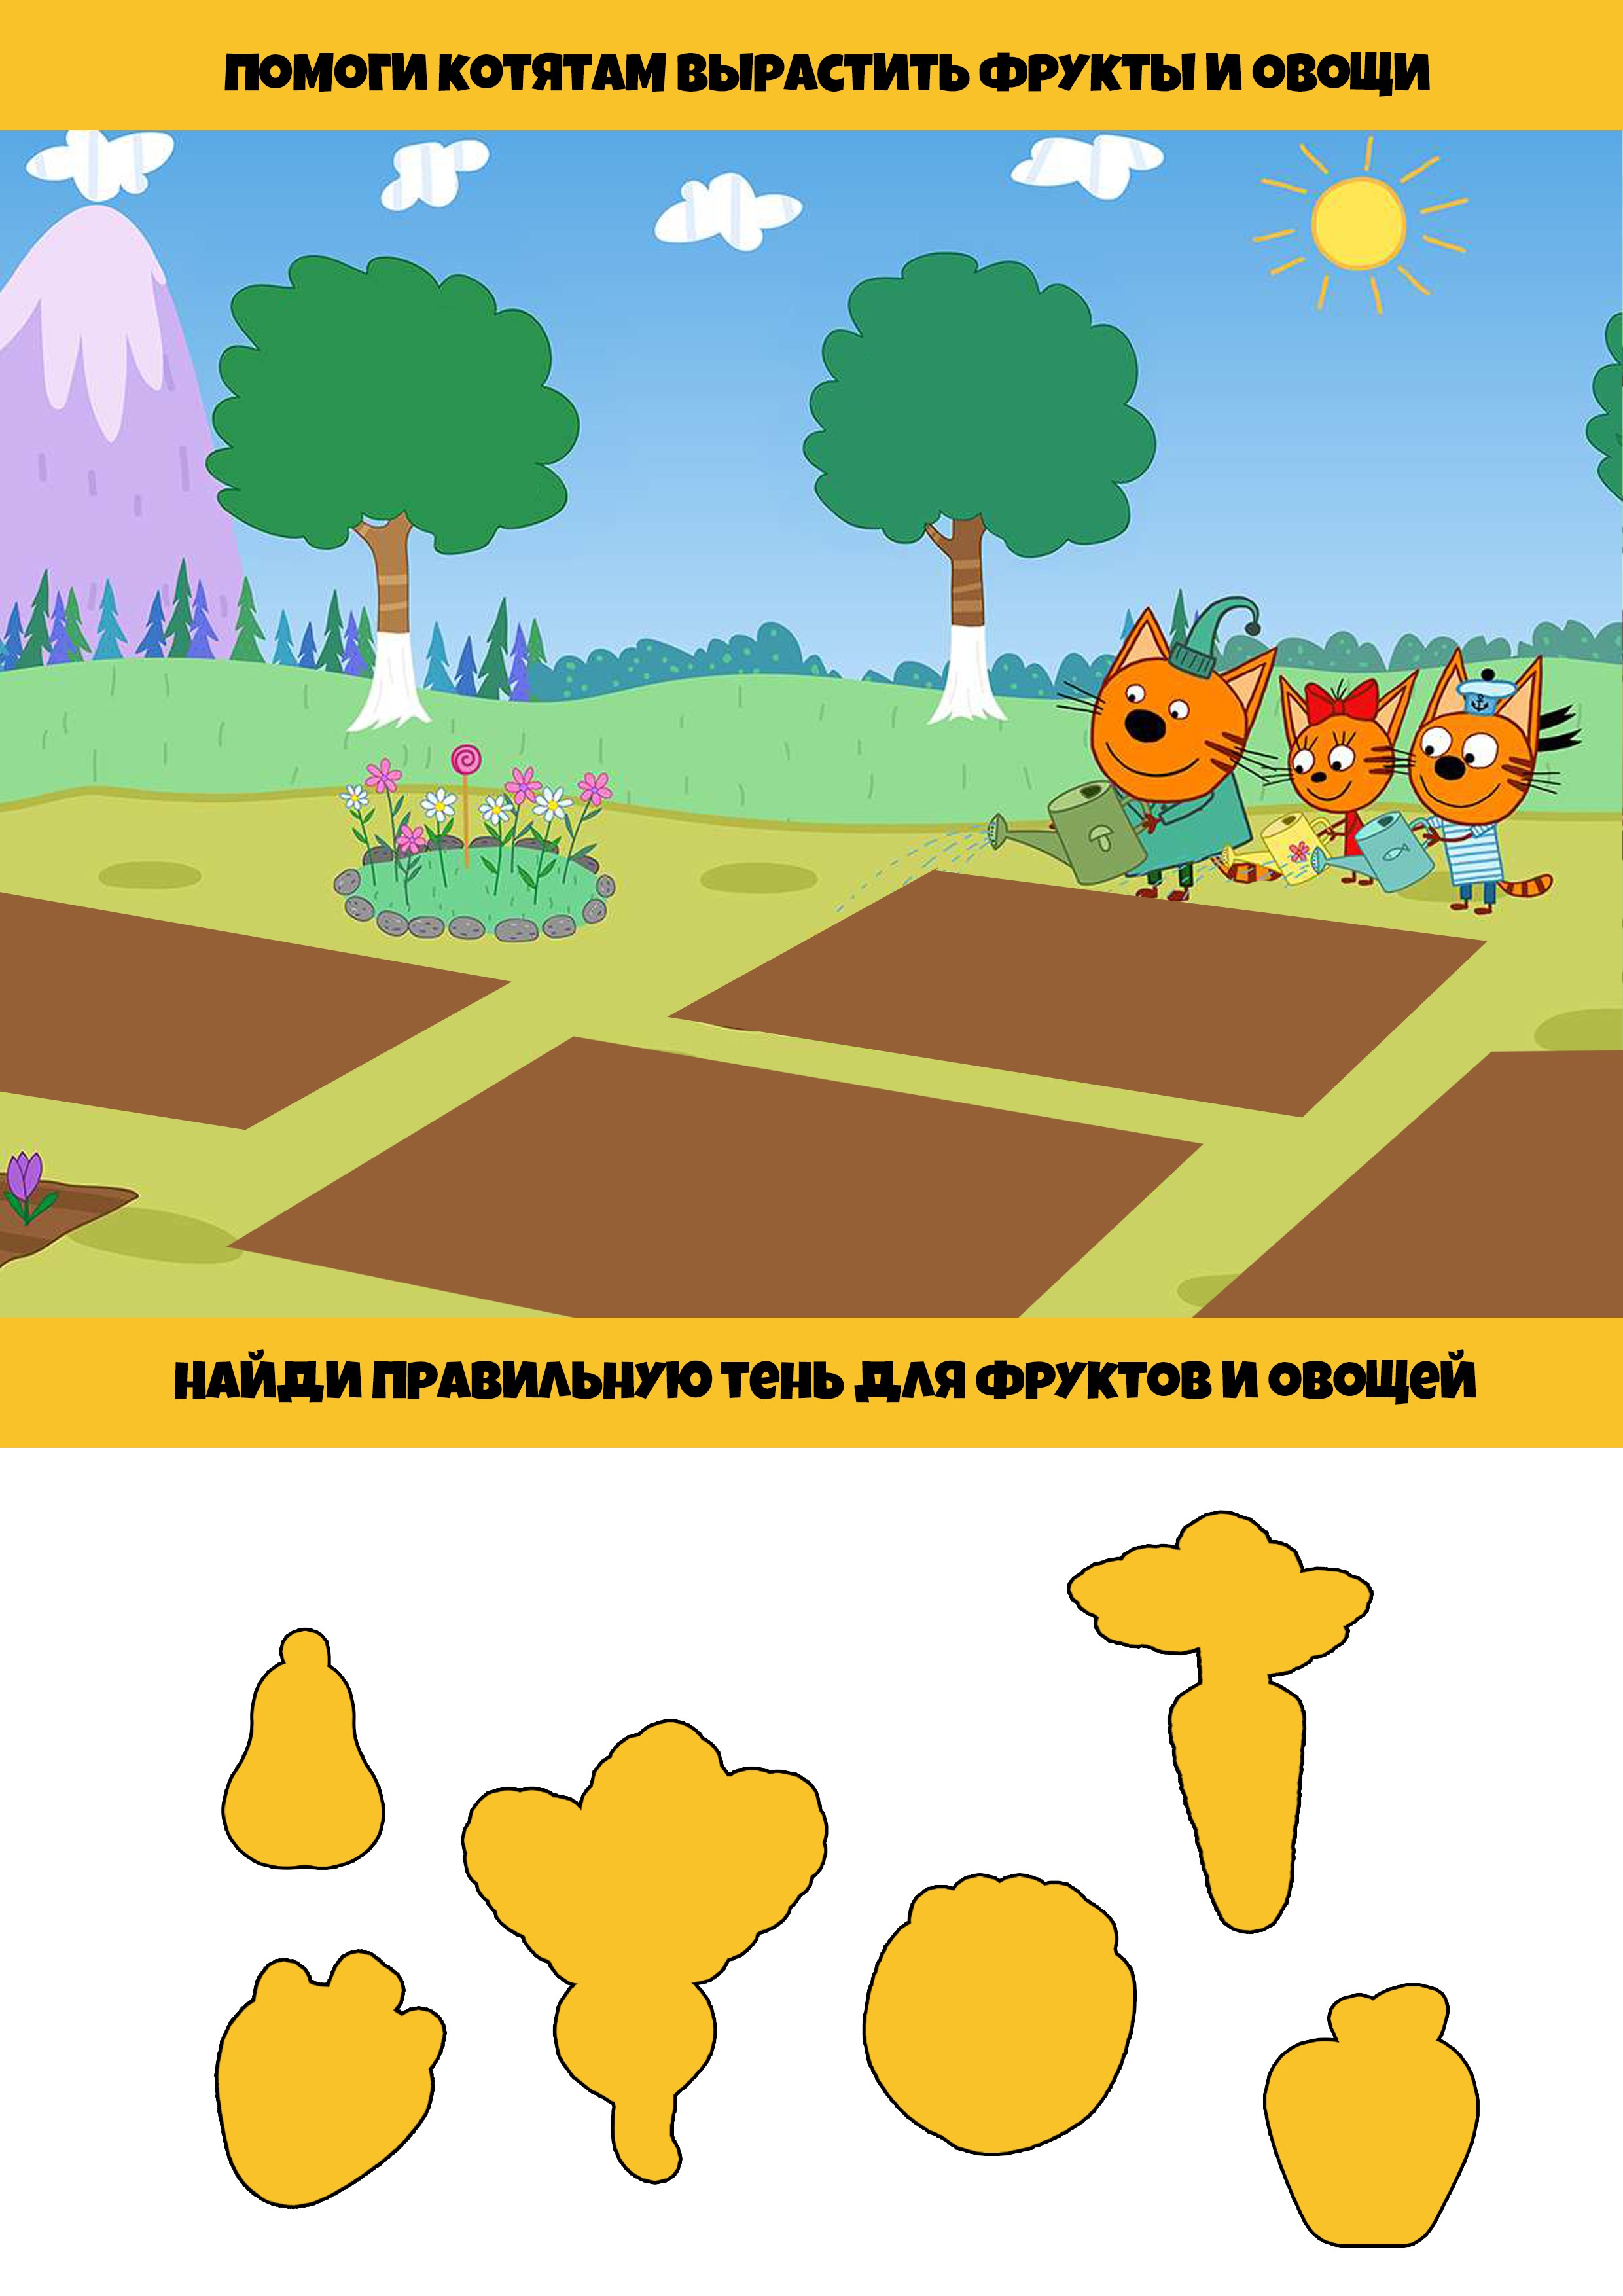 ПОМОГИ КОТЯТАМ ВЫРАСТИТЬ ФРУКТЫ И ОВОЩИ
НАЙДИ ПРАВИЛЬНУЮ ТЕНЬ ДЛЯ ФРУКТОВ И ОВОЩЕЙ